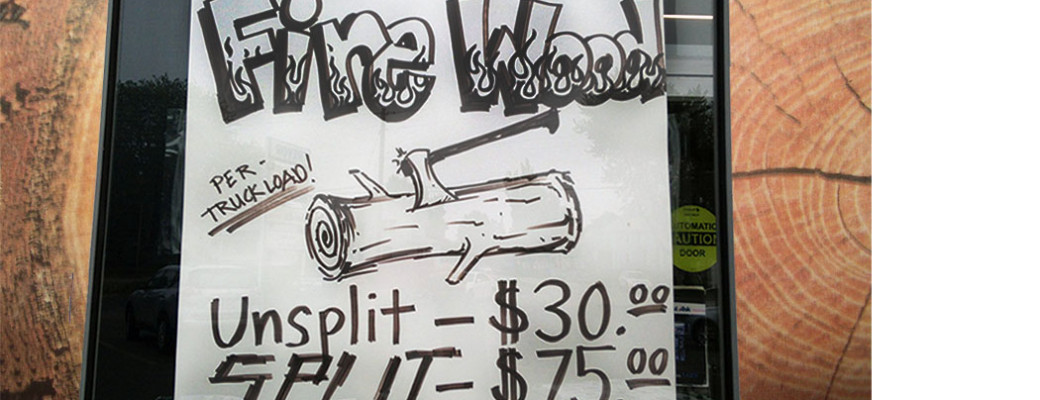 Fire Wood
PER-
TRUCK LOAD!
Unsplit - $30.00
SPLIT - $75.00
AUTOMATIC
CAUTION
DOOR